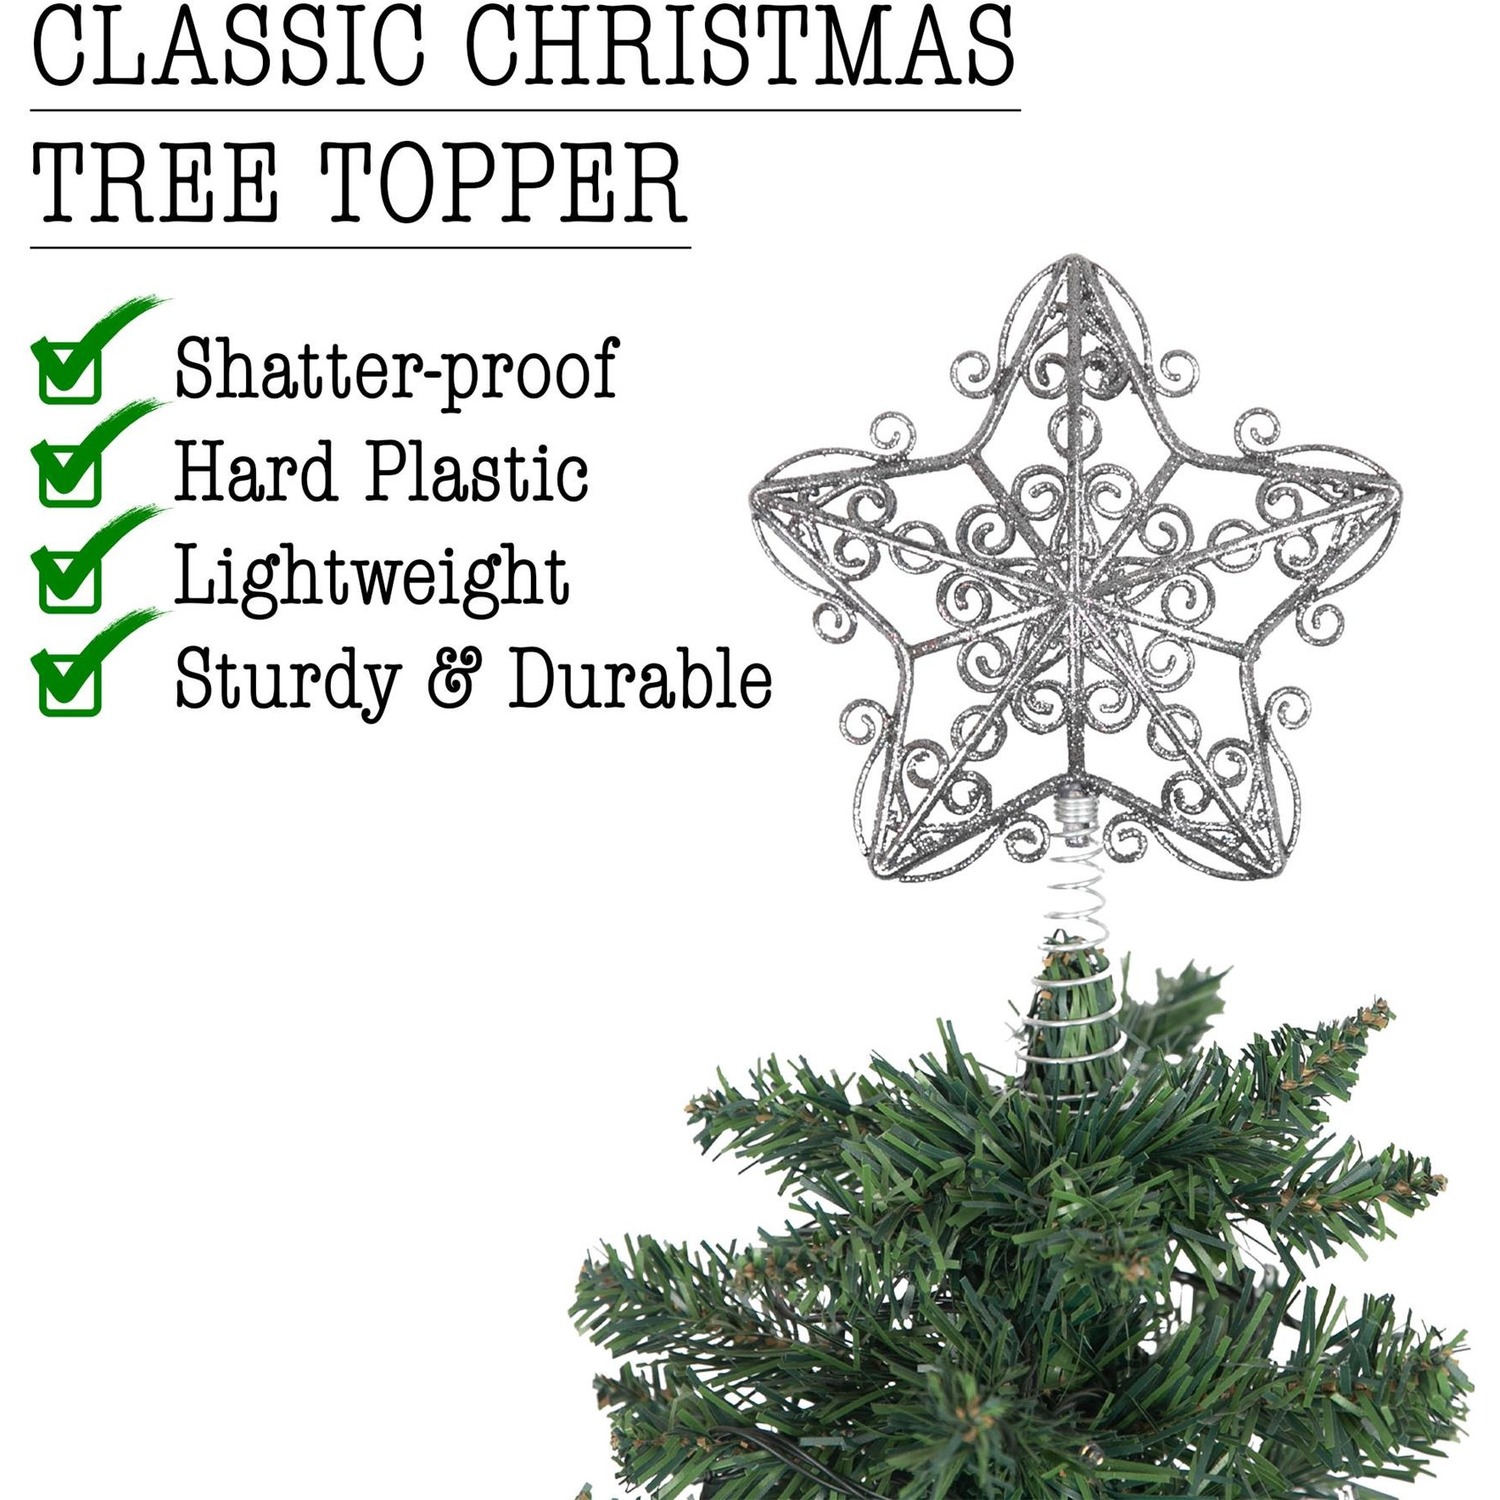 CLASSIC CHRISTMAS
TREE TOPPER
Shatter-proof
Hard Plastic
Lightweight
Sturdy & Durable